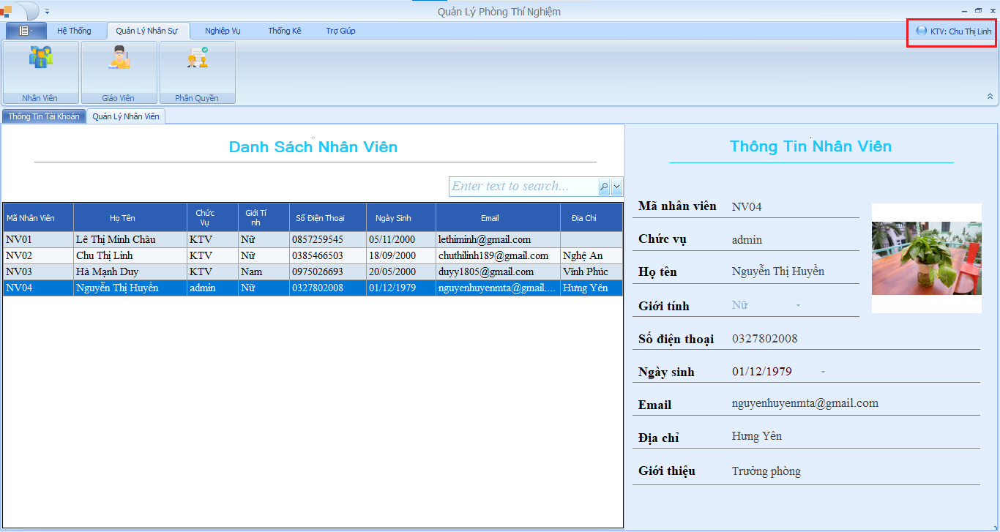 Quản Lý Phòng Thí Nghiệm
Hệ Thống Quản Lý Nhân Sự Nghiệp Vụ Thống Kê Trợ Giúp KTV: Chu Thị Linh
Nhân Viên Giáo Viên Phân Quyền
Thông Tin Tài Khoản Quản Lý Nhân Viên
Danh Sách Nhân Viên
Enter text to search...
Mã Nhân Viên Họ Tên Chức Vụ Giới Tí nh Số Điện Thoại Ngày Sinh Email Địa Chỉ
NV01 Lê Thị Minh Châu KTV Nữ 0857259545 05/11/2000 lethiminh@gmail.com
NV02 Chu Thị Linh KTV Nữ 0385466503 18/09/2000 chuthilinh189@gmail.com Nghệ An
NV03 Hà Mạnh Duy KTV Nam 0975026693 20/05/2000 duyy1805@gmail.com Vĩnh Phúc
NV04 Nguyễn Thị Huyền admin Nữ 0327802008 01/12/1979 nguyenhuyenmta@gmail.... Hưng Yên
Thông Tin Nhân Viên
Mã nhân viên NV04
Chức vụ admin
Họ tên Nguyễn Thị Huyền
Giới tính Nữ
Số điện thoại 0327802008
Ngày sinh 01/12/1979
Email nguyenhuyenmta@gmail.com
Địa chỉ Hưng Yên
Giới thiệu Trưởng phòng